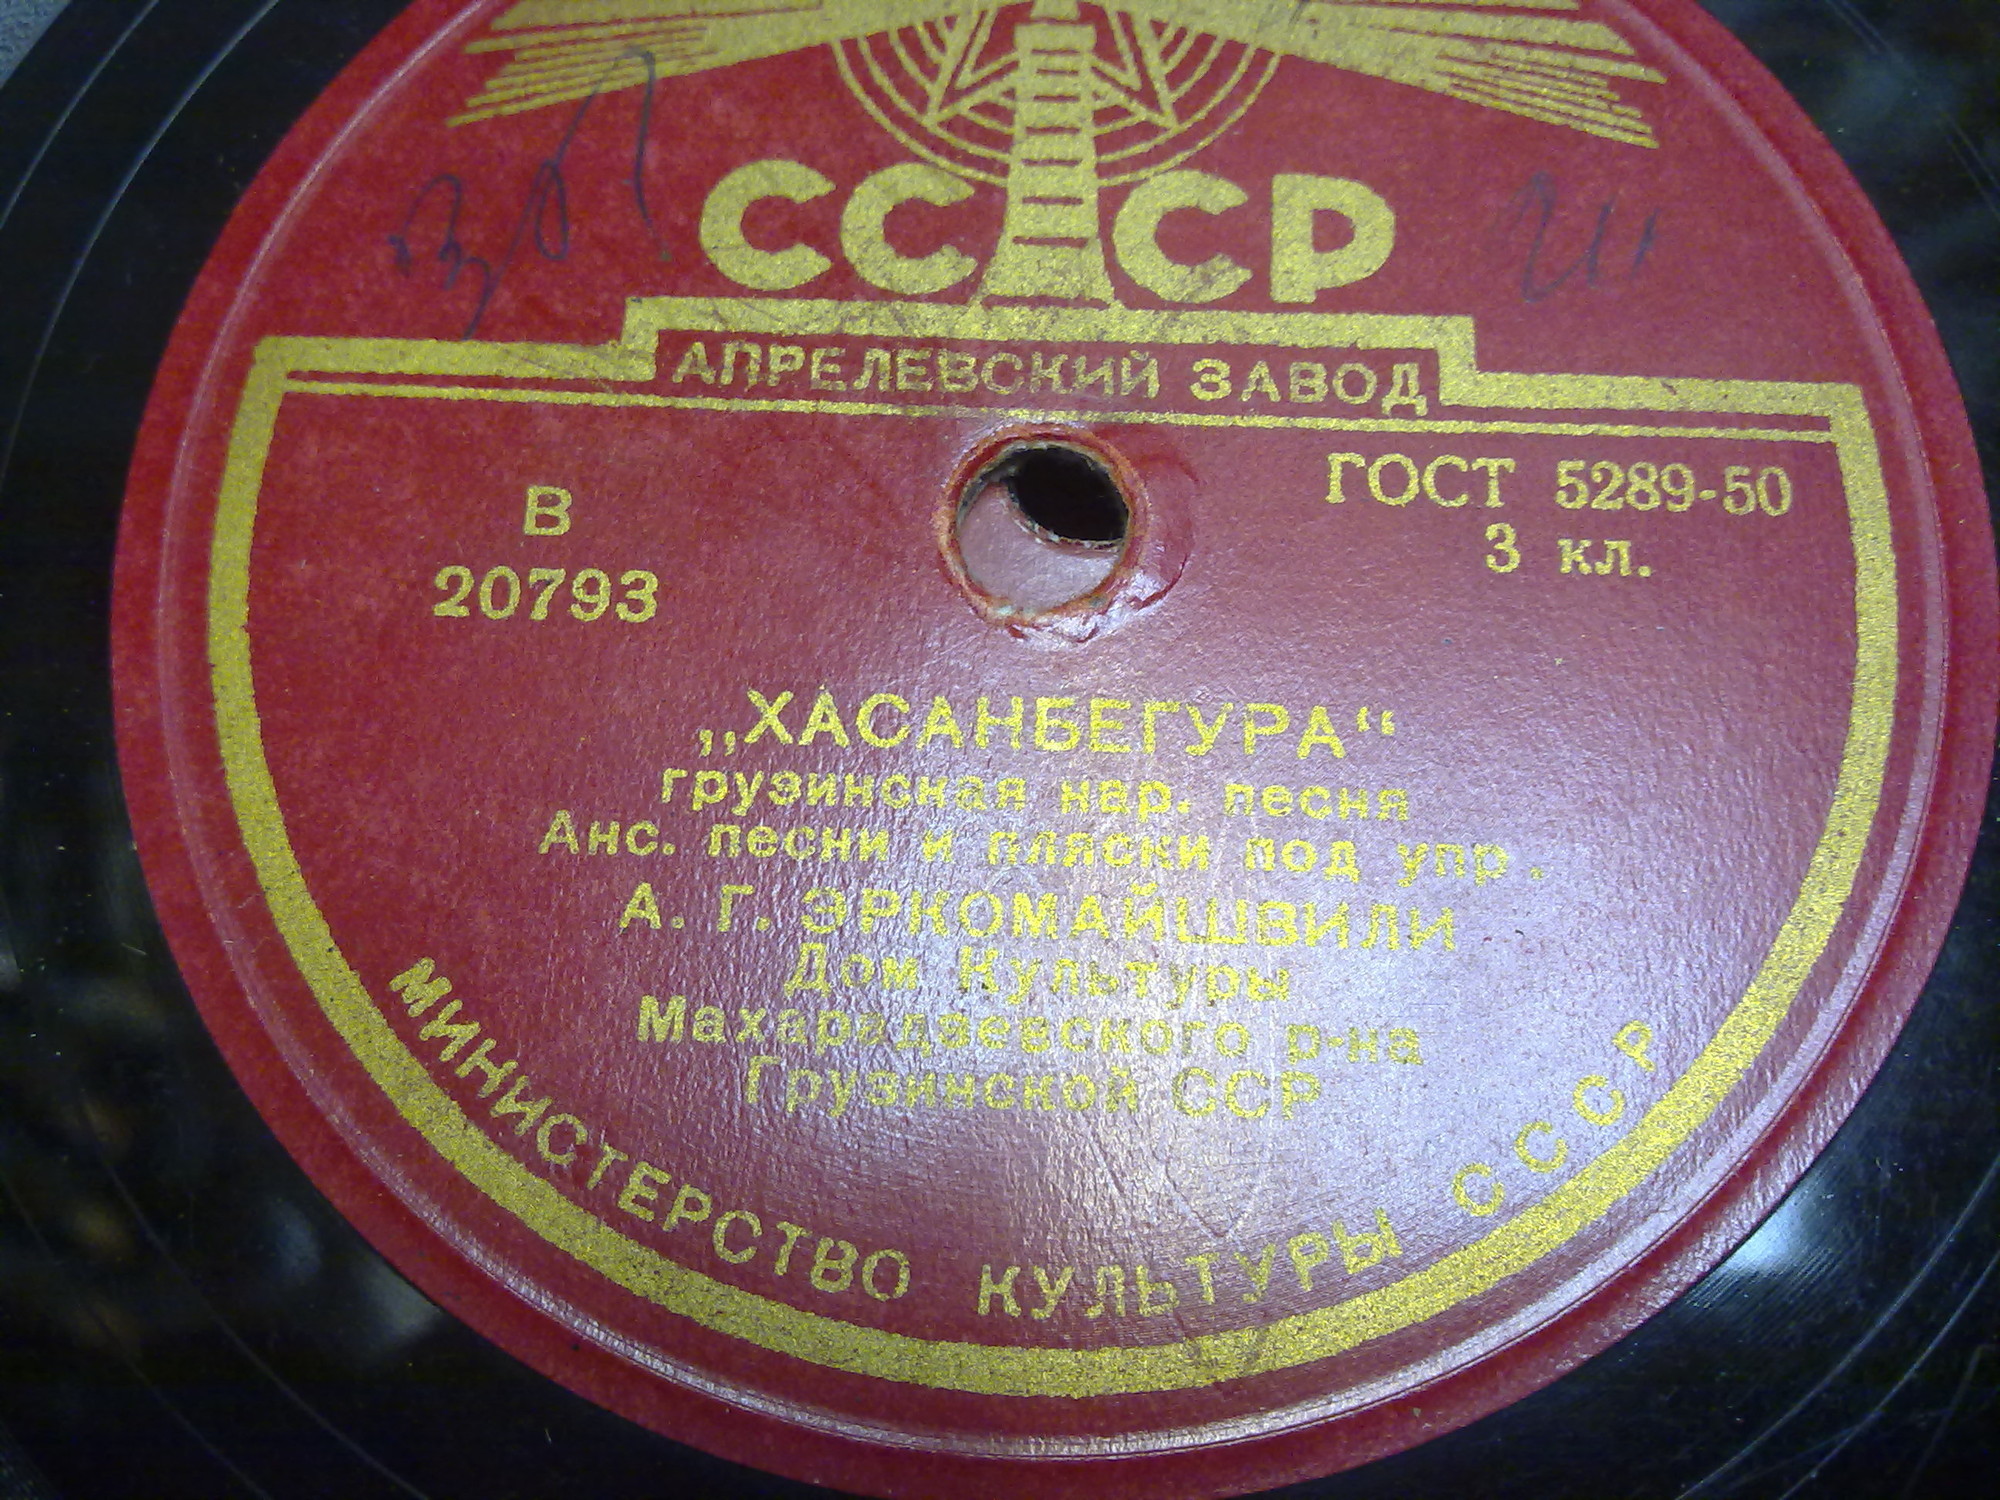 СССР
АПРЕЛЕВСКИЙ ЗАВОД
В
20793
ГОСТ 5289-50
3 кл.
„ХАСАНБЕГУРА“
грузинская нар. песня
Анс. песни и пляски под упр.
А. Г. ЭРКОМАЙШВИЛИ
Дом Культуры
Махарадзевского р-на
Грузинской ССР
МИНИСТЕРСТВО КУЛЬТУРЫ СССР